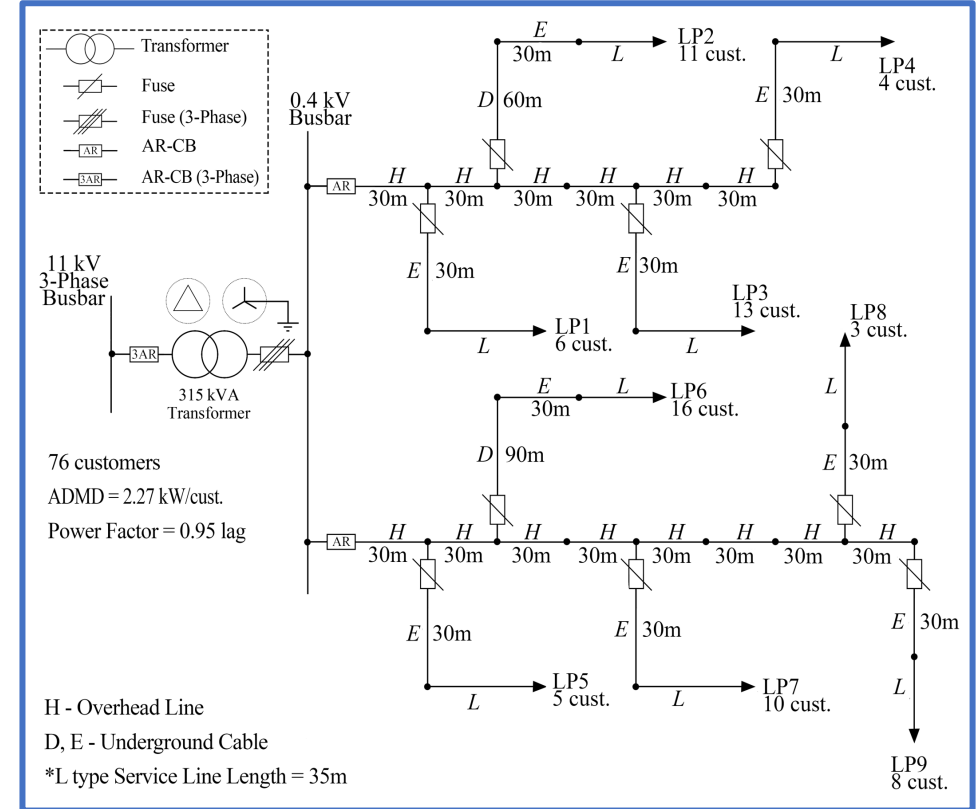 Transformer
Fuse
Fuse (3-Phase)
AR
AR-CB
3AR
AR-CB (3-Phase)
0.4 kV
Busbar
E
30m
L
LP2
11 cust.
D 60m
L
LP4
4 cust.
E 30m
AR
H H H H H H
30m 30m 30m 30m 30m 30m
E 30m
L
LP1
6 cust.
E 30m
L
LP3
13 cust.
11 kV
3-Phase
Busbar
3AR
315 kVA
Transformer
LP8
3 cust.
L
E 30m
E
30m
L
LP6
16 cust.
D 90m
76 customers
ADMD = 2.27 kW/cust.
Power Factor = 0.95 lag
AR
H H H H H H H H
30m 30m 30m 30m 30m 30m 30m 30m
E 30m
L
LP5
5 cust.
E 30m
L
LP7
10 cust.
E 30m
L
LP9
8 cust.
H - Overhead Line
D, E - Underground Cable
*L type Service Line Length = 35m